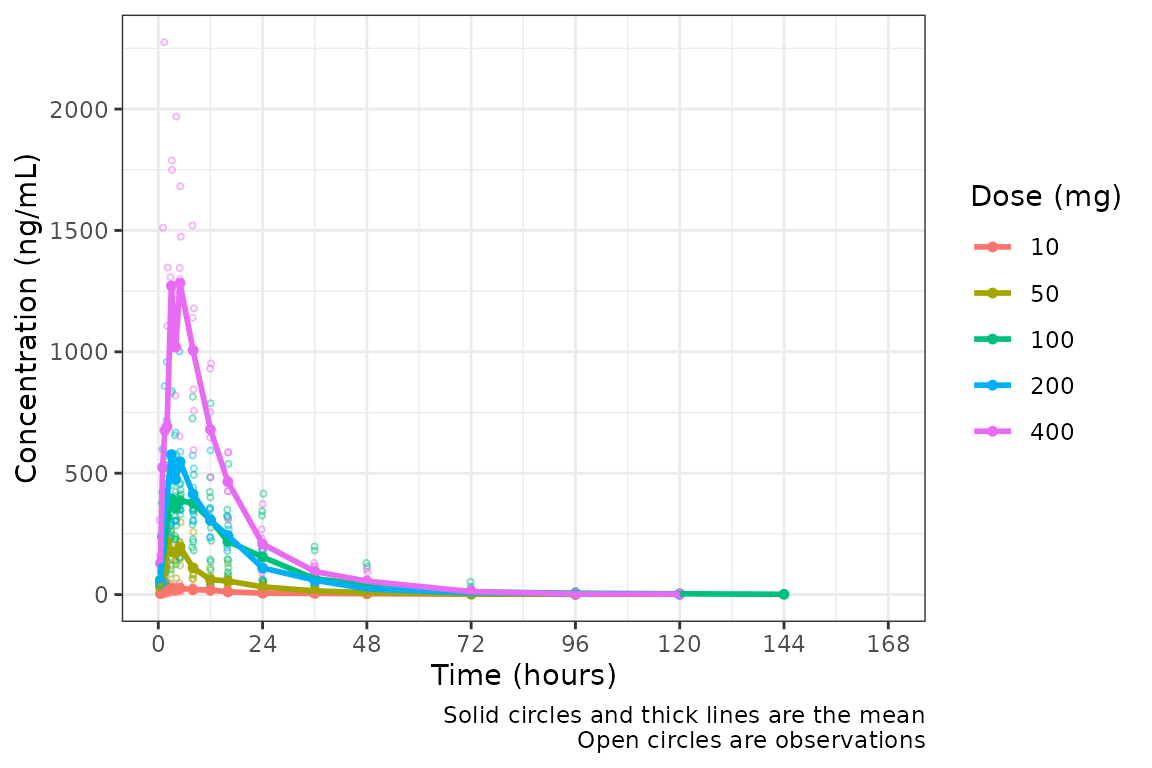 Concentration (ng/mL)
2000
1500
1000
500
0
0 24 48 72 96 120 144 168
Time (hours)
Dose (mg)
10
50
100
200
400
Solid circles and thick lines are the mean
Open circles are observations